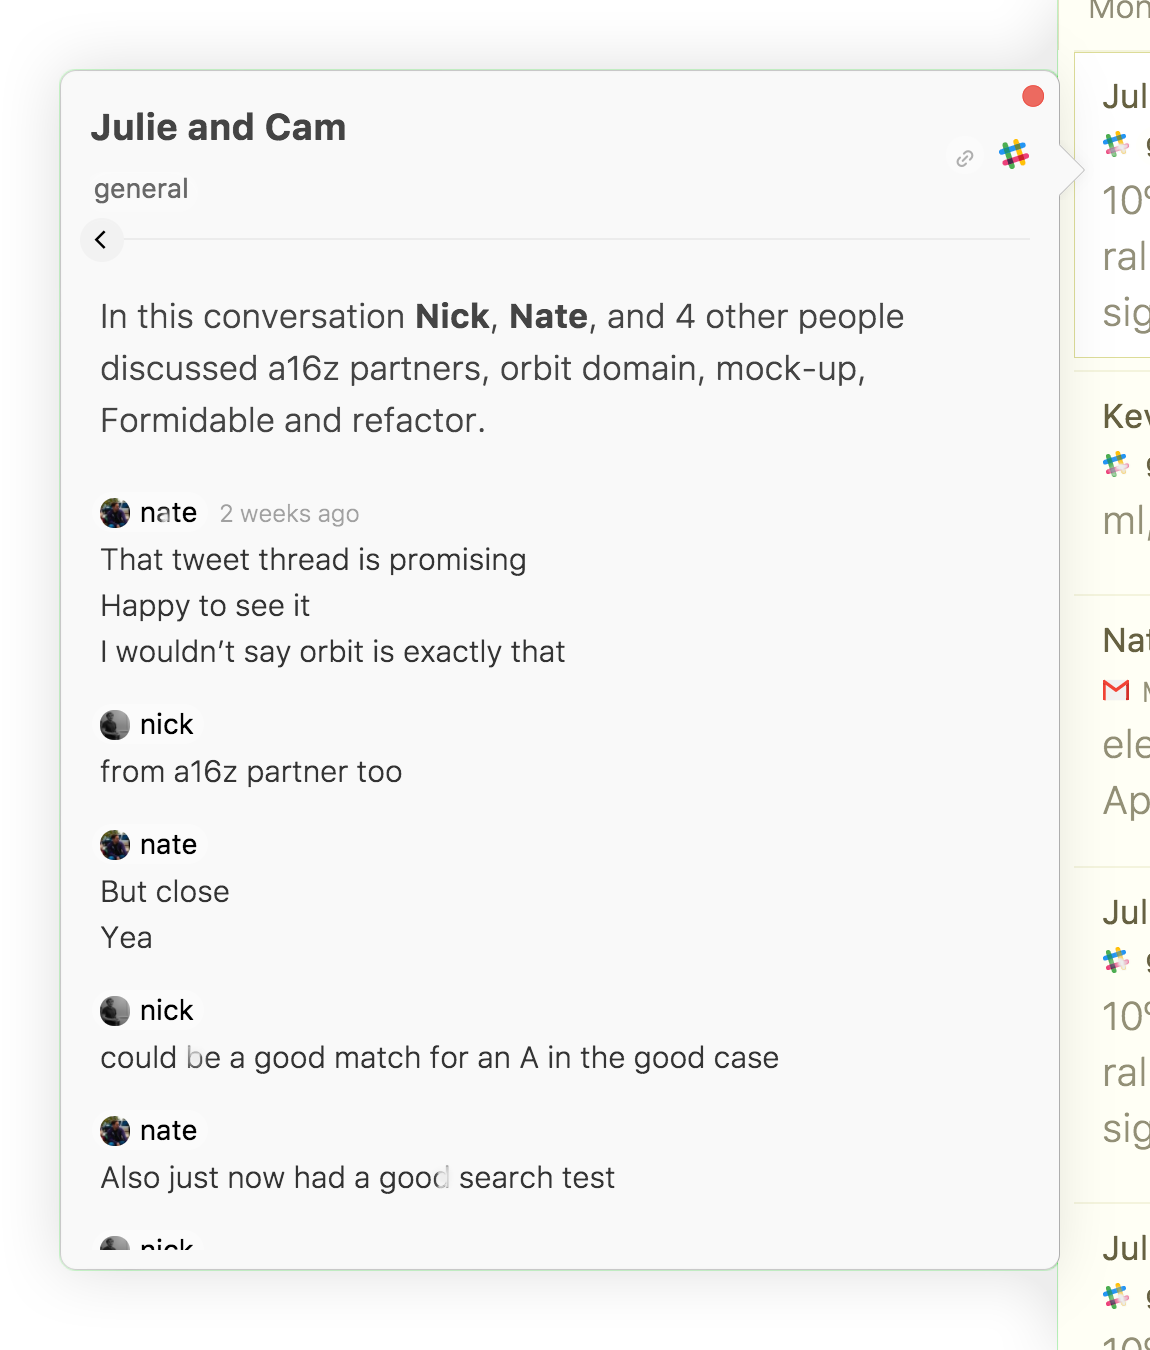 Julie and Cam
general
In this conversation Nick, Nate, and 4 other people
discussed a16z partners, orbit domain, mock-up,
Formidable and refactor.
nate 2 weeks ago
That tweet thread is promising
Happy to see it
I wouldn't say orbit is exactly that
nick
from a16z partner too
nate
But close
Yea
nick
could be a good match for an A in the good case
nate
Also just now had a good search test
nick
Mon
Jul
10%
ral
sig
Kev
ml,
Nat
ele
Ap
Jul
10%
ral
sig
Jul